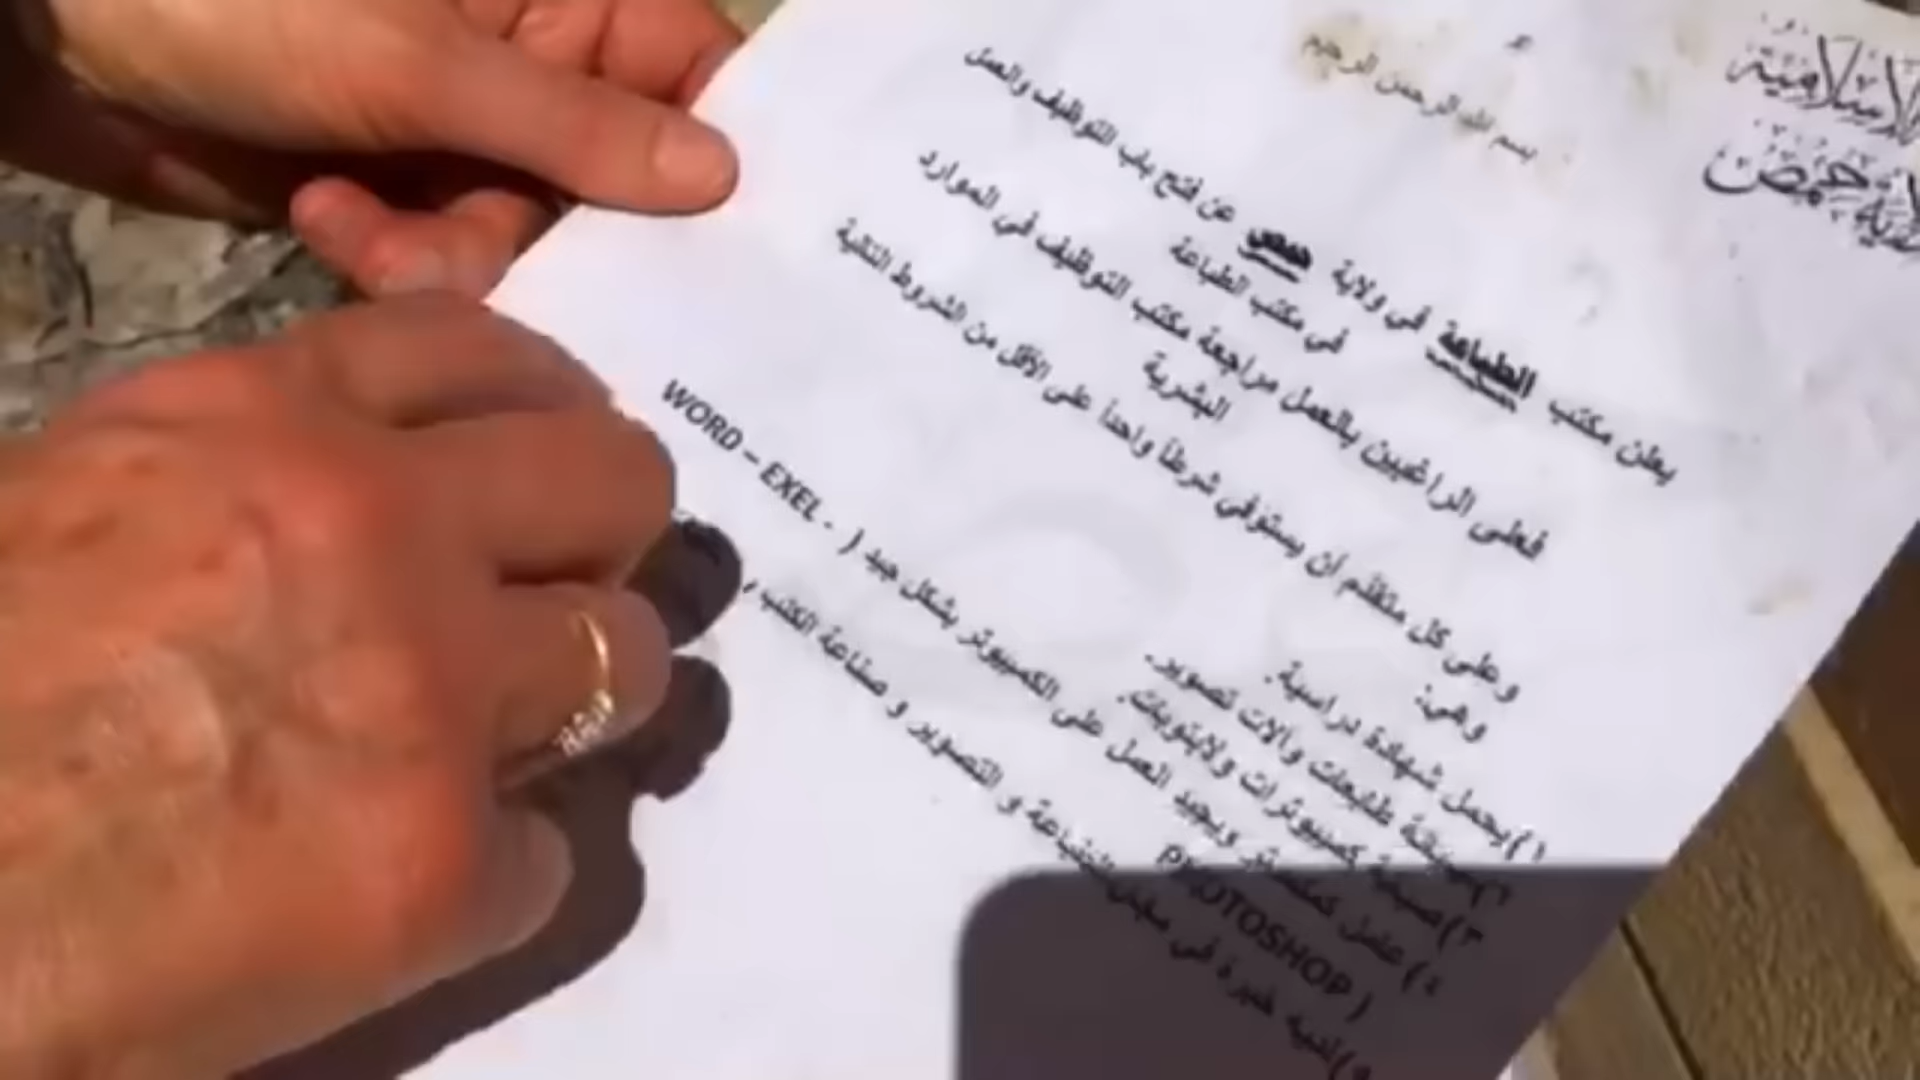 الإسلامية
ولاية حمص
بسم الله الرحمن الرحيم
يعلن مكتب الطباعة في ولاية حمص عن فتح باب التوظيف والعمل
في مكتب الطباعة
فعلى الراغبين بالعمل مراجعة مكتب التوظيف في الموارد
البشرية
وعلى كل متقدم أن يستوفي شرطاً واحداً على الأقل من الشروط التالية
وهي:
١) يحمل شهادة دراسية.
٢) صيانة طابعات وآلات تصوير.
٣) صيانة كمبيوترات ولابتوبات.
٤) عامل ويجيد العمل على الكمبيوتر بشكل جيد ( WORD – EXEL -
PHOTOSHOP )
٥) لديه خبرة في مجال الطباعة و التصوير و صناعة الكتب